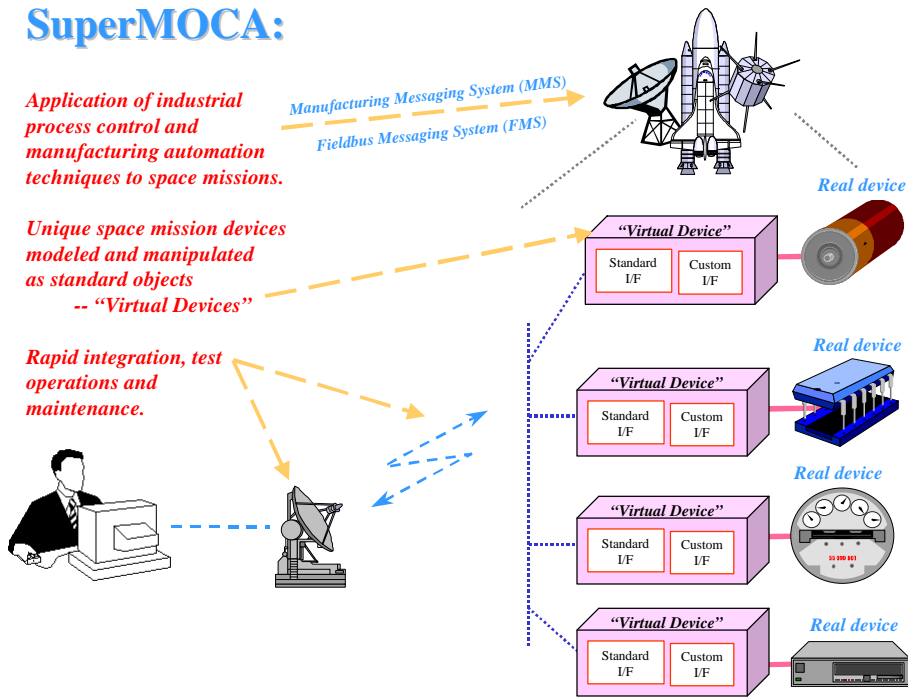 SuperMOCA:
Application of industrial
process control and
manufacturing automation
techniques to space missions.
Manufacturing Messaging System (MMS)
Fieldbus Messaging System (FMS)
Unique space mission devices
modeled and manipulated
as standard objects
-- “Virtual Devices”
Rapid integration, test
operations and
maintenance.
Real device
“Virtual Device”
Standard
I/F
Custom
I/F
Real device
“Virtual Device”
Standard
I/F
Custom
I/F
Real device
“Virtual Device”
Standard
I/F
Custom
I/F
Real device
“Virtual Device”
Standard
I/F
Custom
I/F